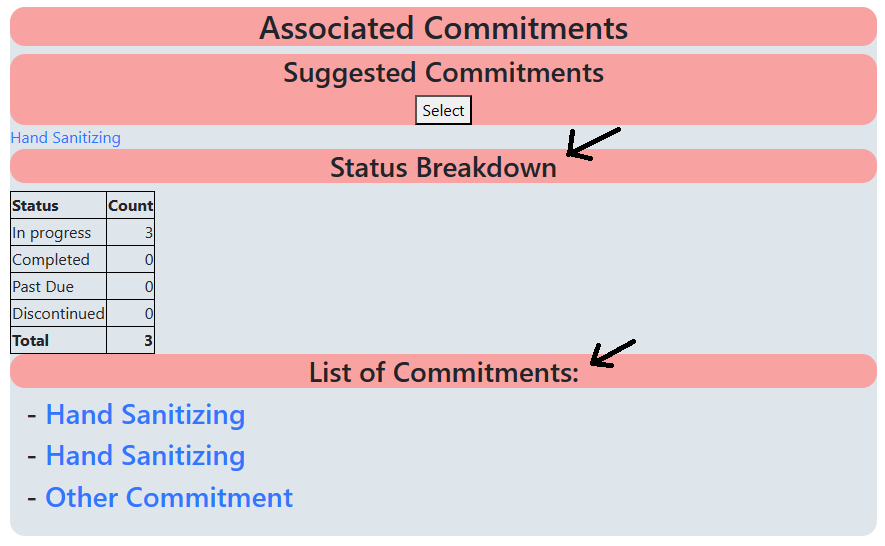 Associated Commitments
Suggested Commitments
Select
Hand Sanitizing
Status Breakdown
Status Count
In progress 3
Completed 0
Past Due 0
Discontinued 0
Total 3
List of Commitments:
- Hand Sanitizing
- Hand Sanitizing
- Other Commitment